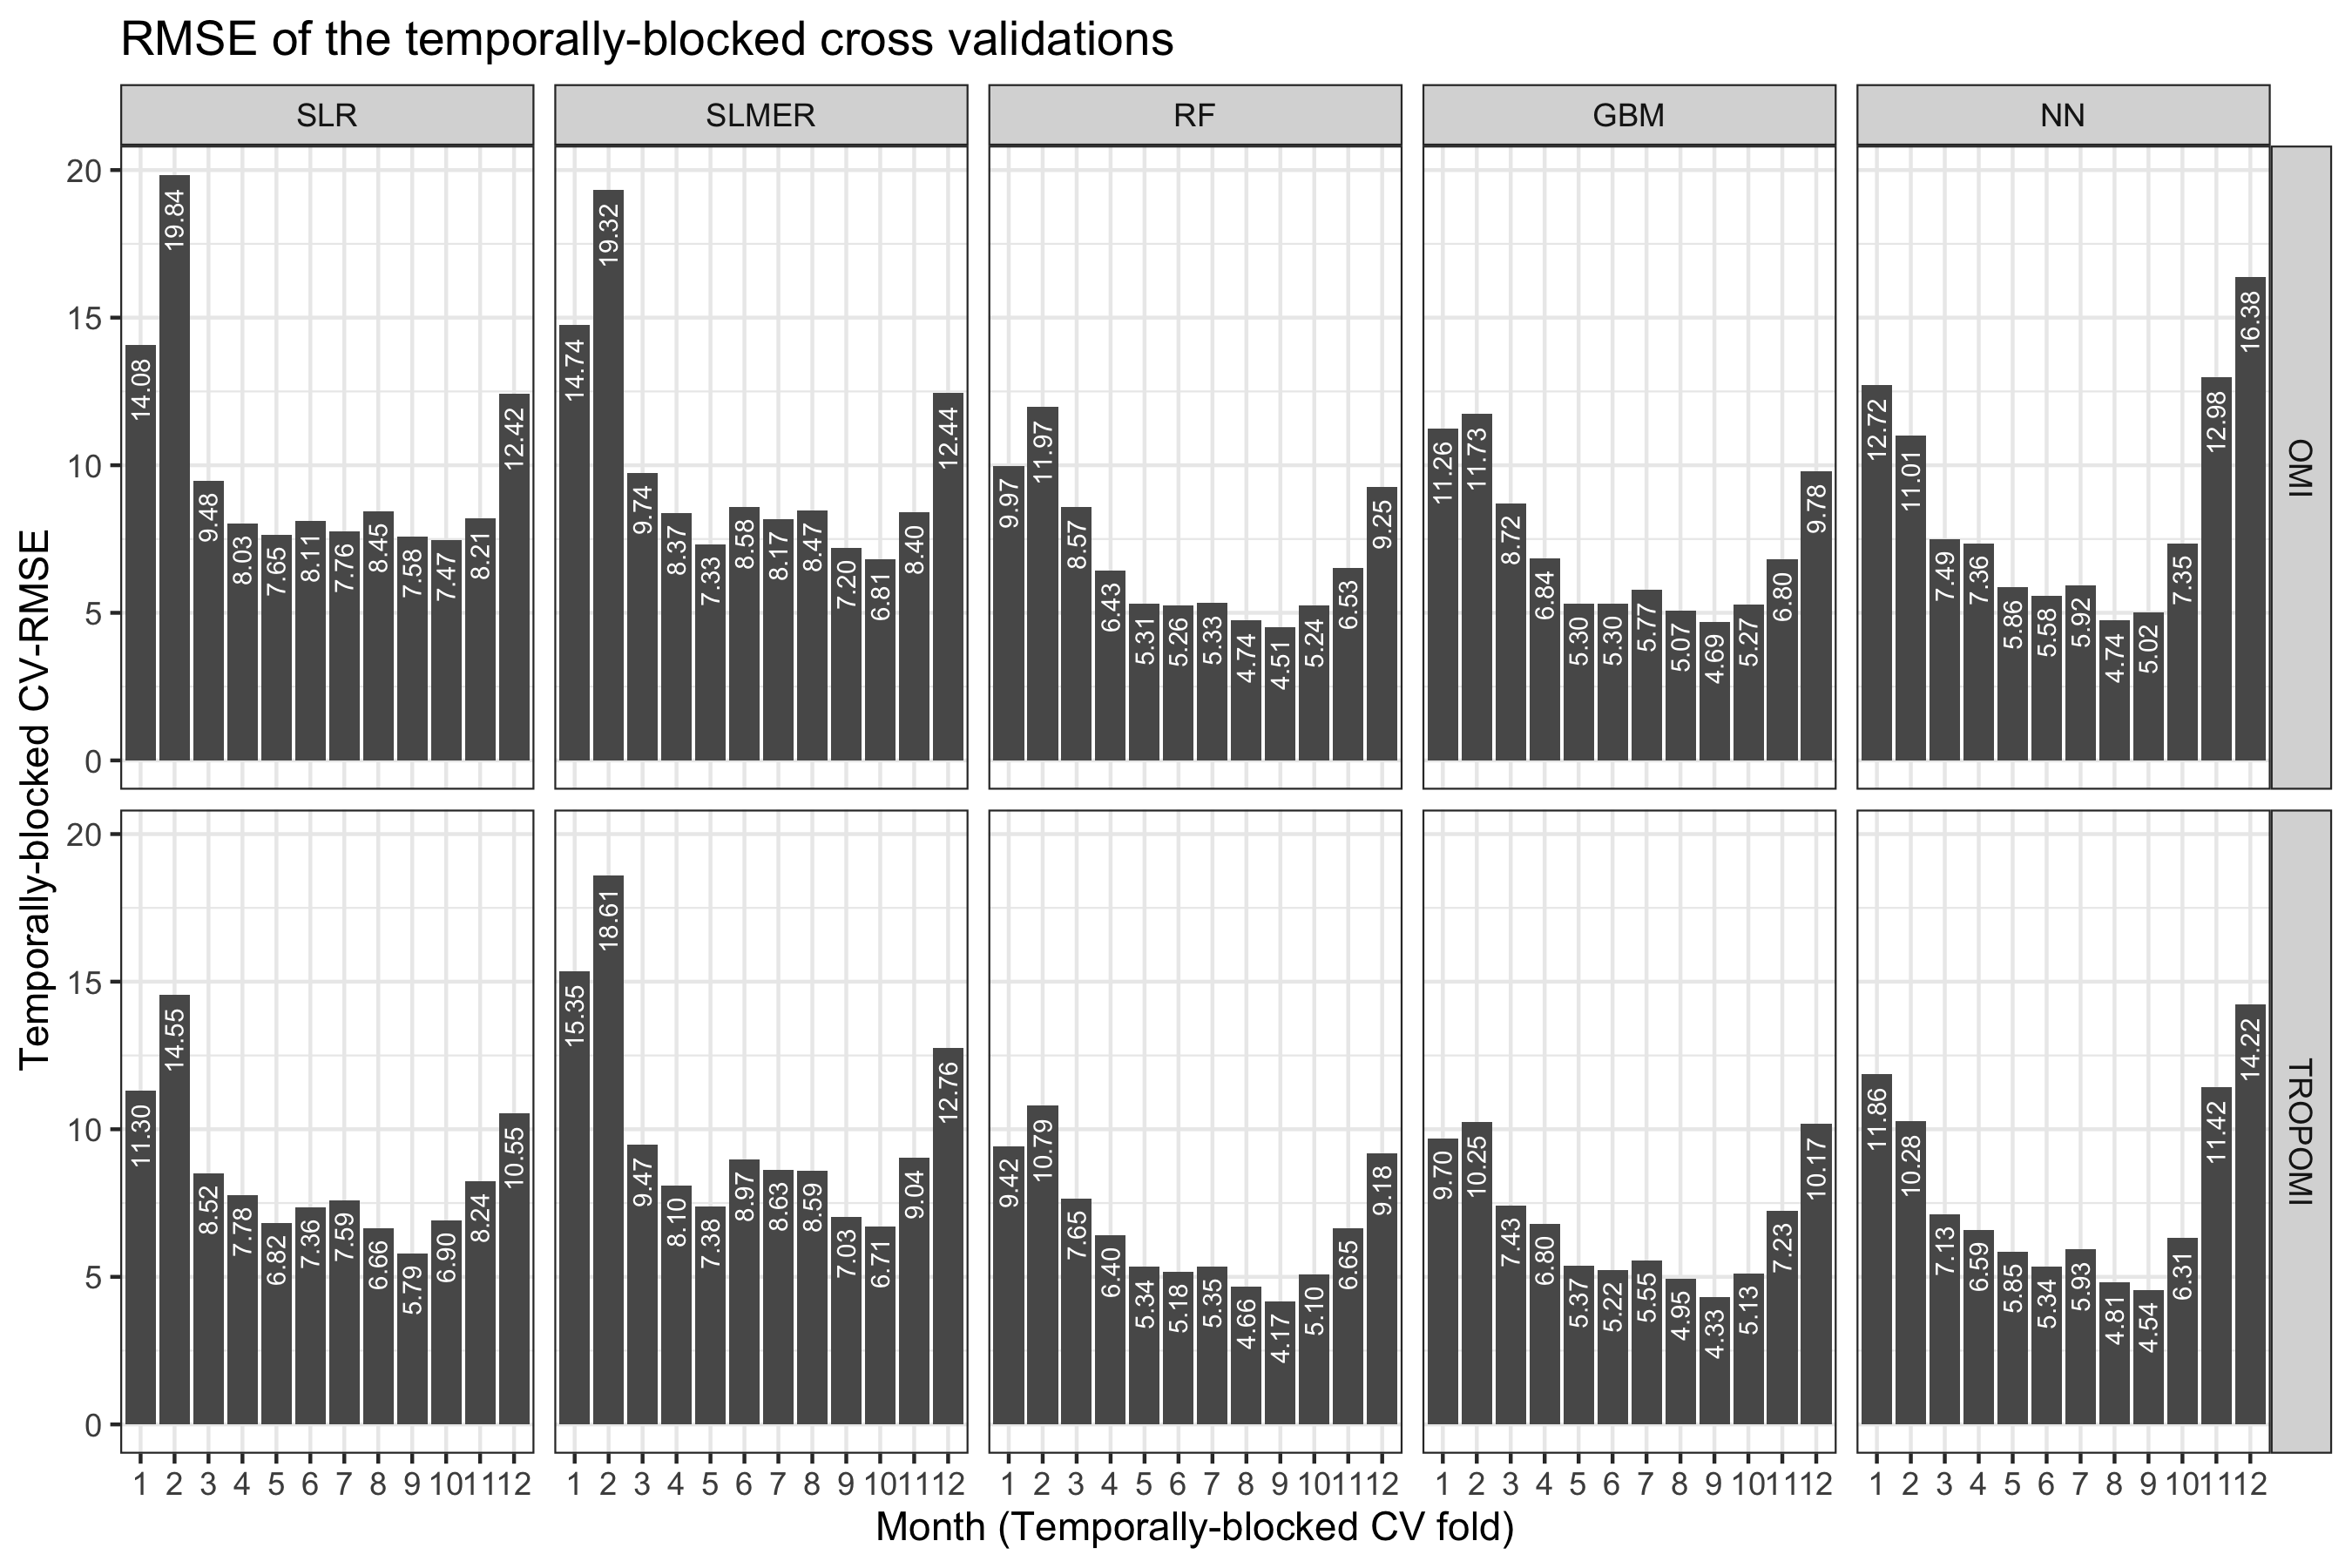 RMSE of the temporally-blocked cross validations
SLR SLMER RF GBM NN
Temporally-blocked CV-RMSE
20
15
10
5
0
14.08 19.84 9.48 8.03 7.65 8.11 7.76 8.45 7.58 7.47 8.21 12.42
14.74 19.32 9.74 8.37 7.33 8.58 8.17 8.47 7.20 6.81 8.40 12.44
9.97 11.97 8.57 6.43 5.31 5.26 5.33 4.74 4.51 5.24 6.53 9.25
11.26 11.73 8.72 6.84 5.30 5.30 5.77 5.07 4.69 5.27 6.80 9.78
12.72 11.01 7.49 7.36 5.86 5.58 5.92 4.74 5.02 7.35 12.98 16.38
OMI
20
15
10
5
0
11.30 14.55 8.52 7.78 6.82 7.36 7.59 6.66 5.79 6.90 8.24 10.55
15.35 18.61 9.47 8.10 7.38 8.97 8.63 8.59 7.03 6.71 9.04 12.76
9.42 10.79 7.65 6.40 5.34 5.18 5.35 4.66 4.17 5.10 6.65 9.18
9.70 10.25 7.43 6.80 5.37 5.22 5.55 4.95 4.33 5.13 7.23 10.17
11.86 10.28 7.13 6.59 5.85 5.34 5.93 4.81 4.54 6.31 11.42 14.22
TROPOMI
1 2 3 4 5 6 7 8 9 10 11 12
1 2 3 4 5 6 7 8 9 10 11 12
1 2 3 4 5 6 7 8 9 10 11 12
1 2 3 4 5 6 7 8 9 10 11 12
1 2 3 4 5 6 7 8 9 10 11 12
Month (Temporally-blocked CV fold)